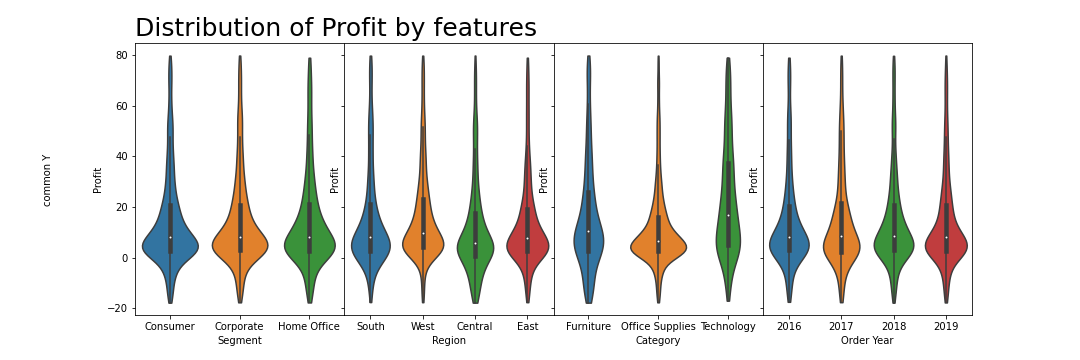 Distribution of Profit by features
common Y
Profit
80
60
40
20
0
−20
Consumer Corporate Home Office
Segment
Profit
South West Central East
Region
Profit
Furniture Office Supplies Technology
Category
Profit
2016 2017 2018 2019
Order Year